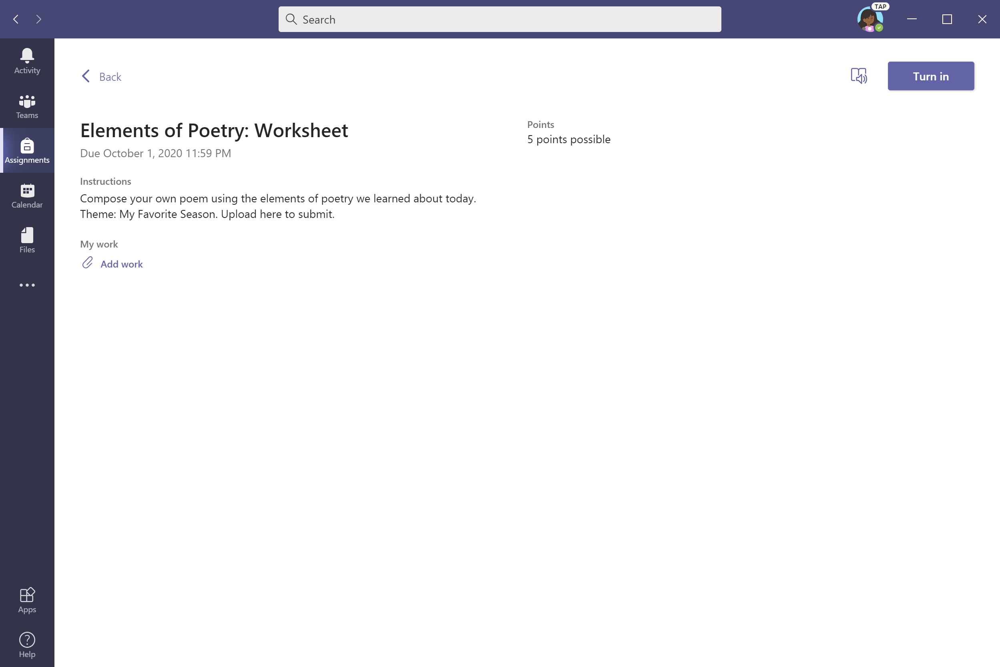 Search
TAP
Activity
Teams
Assignments
Calendar
Files
Apps
Help
Back
Turn in
Elements of Poetry: Worksheet
Due October 1, 2020 11:59 PM
Points
5 points possible
Instructions
Compose your own poem using the elements of poetry we learned about today.
Theme: My Favorite Season. Upload here to submit.
My work
Add work